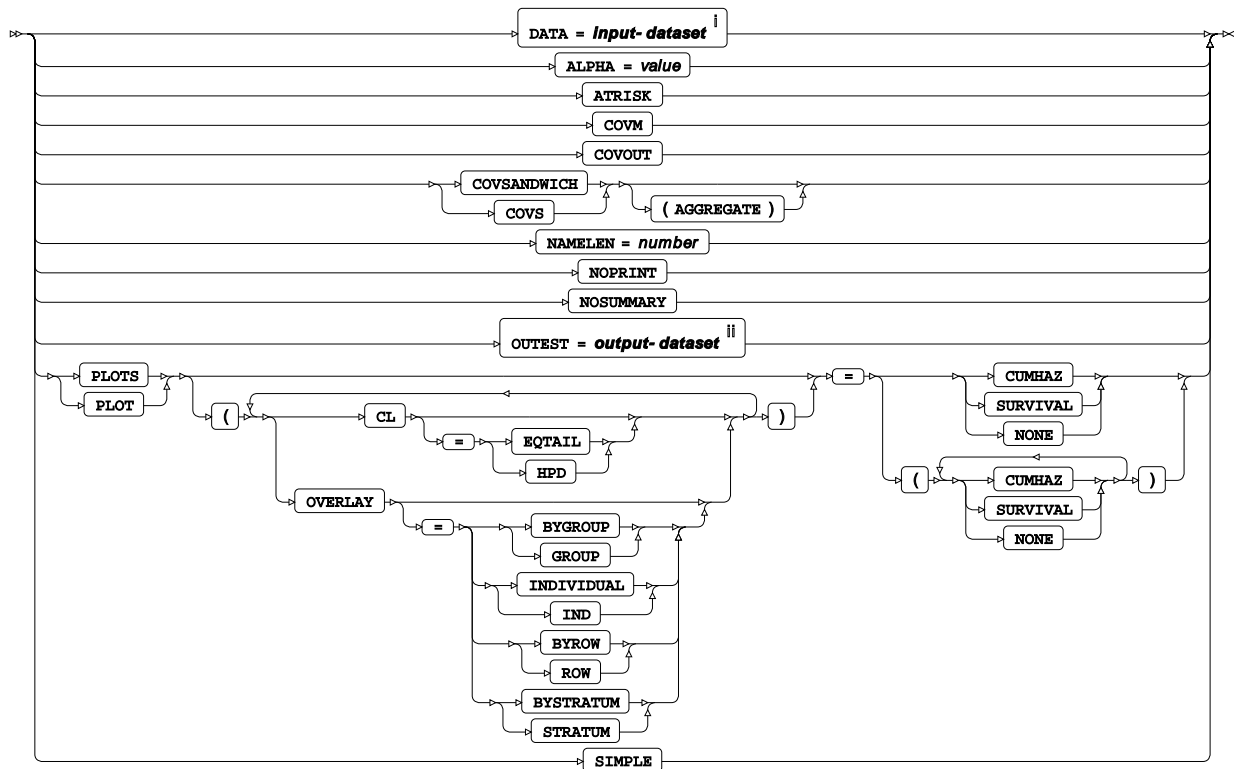 DATA = input- dataset i
ALPHA = value
ATRISK
COVM
COVOUT
COVSANDWICH
COVS
( AGGREGATE )
NAMELEN = number
NOPRINT
NOSUMMARY
OUTEST = output- dataset ii
PLOTS
PLOT
(
CL
=
EQTAIL
HPD
OVERLAY
=
BYGROUP
GROUP
INDIVIDUAL
IND
BYROW
ROW
BYSTRATUM
STRATUM
)
=
CUMHAZ
SURVIVAL
NONE
(
CUMHAZ
SURVIVAL
NONE
)
SIMPLE